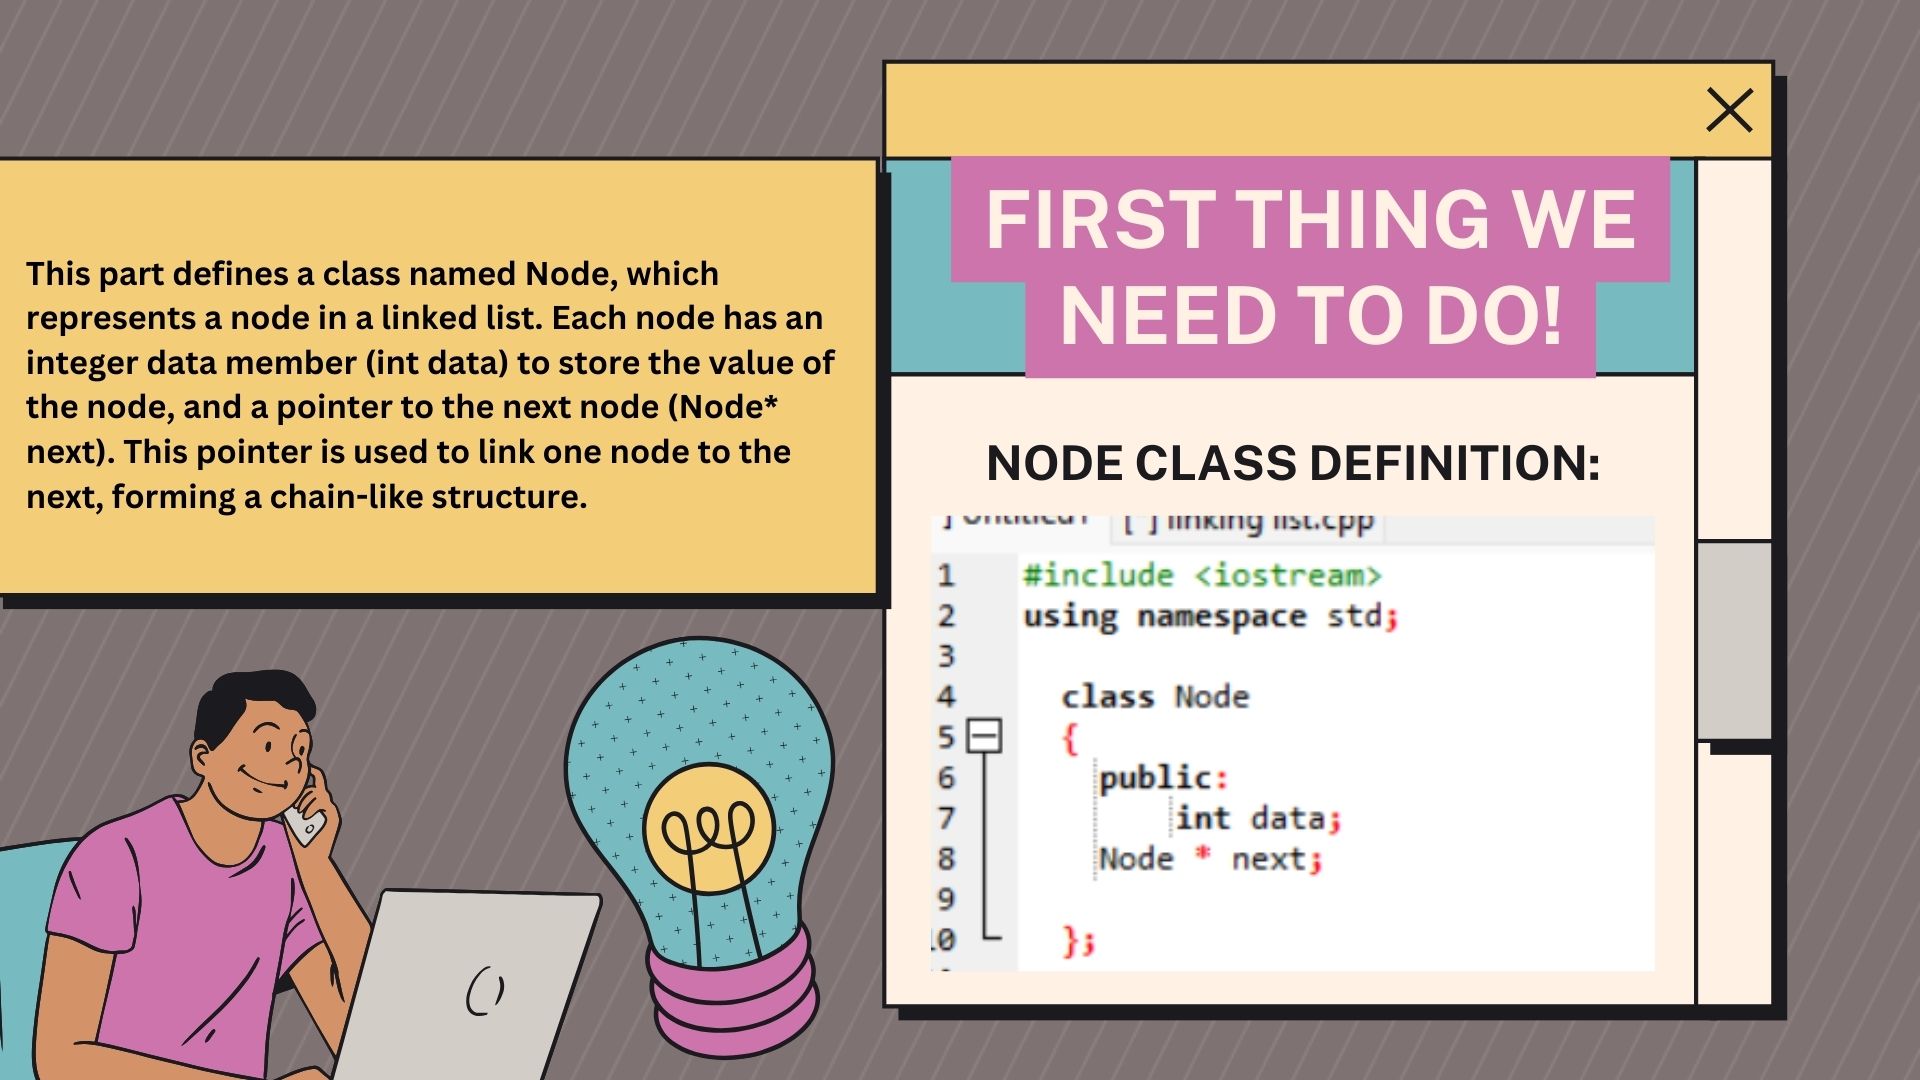 This part defines a class named Node, which
represents a node in a linked list. Each node has an
integer data member (int data) to store the value of
the node, and a pointer to the next node (Node*
next). This pointer is used to link one node to the
next, forming a chain-like structure.
FIRST THING WE
NEED TO DO!
NODE CLASS DEFINITION:
] Untitled1 [*] linking list.cpp
1 #include <iostream>
2 using namespace std;
3
4 class Node
5 {
6 public:
7 int data;
8 Node * next;
9
10 };